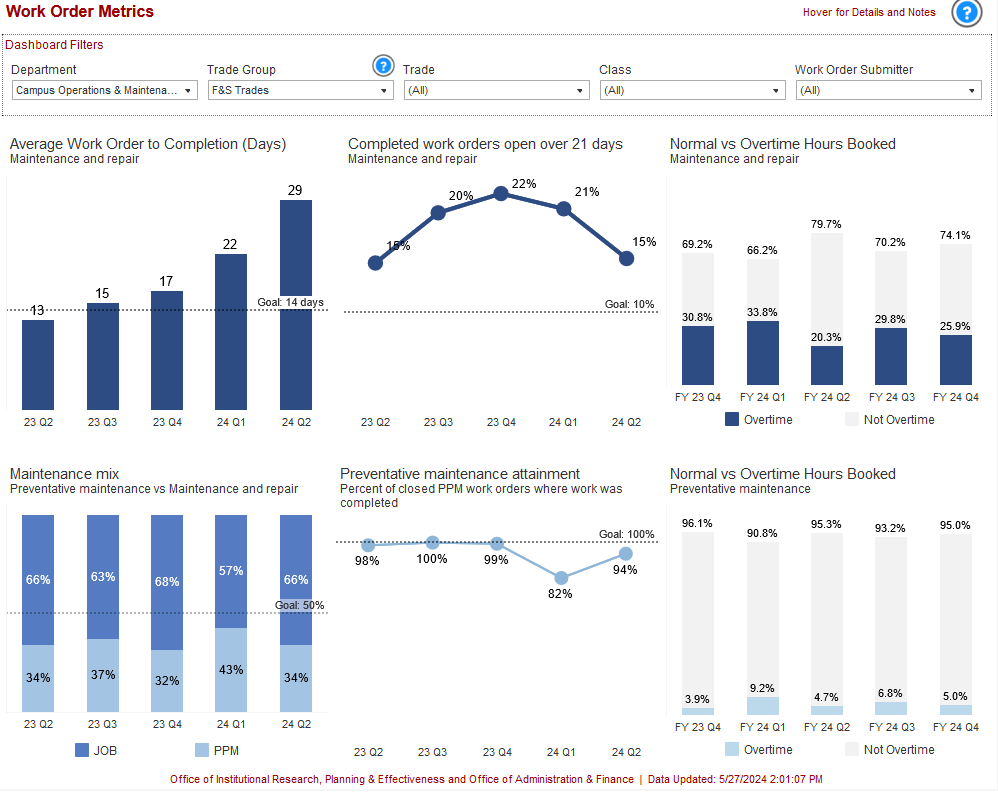 Work Order Metrics
Hover for Details and Notes
?
Dashboard Filters
Department
Trade Group
?
Trade
Class
Work Order Submitter
Campus Operations & Maintena...
F&S Trades
(All)
(All)
(All)
Average Work Order to Completion (Days)
Maintenance and repair
29
22
17
15
13
Goal: 14 days
23 Q2
23 Q3
23 Q4
24 Q1
24 Q2
Completed work orders open over 21 days
Maintenance and repair
15%
20%
22%
21%
15%
Goal: 10%
23 Q2
23 Q3
23 Q4
24 Q1
24 Q2
Normal vs Overtime Hours Booked
Maintenance and repair
69.2%
66.2%
79.7%
70.2%
74.1%
30.8%
33.8%
20.3%
29.8%
25.9%
FY 23 Q4
FY 24 Q1
FY 24 Q2
FY 24 Q3
FY 24 Q4
Overtime
Not Overtime
Maintenance mix
Preventative maintenance vs Maintenance and repair
66%
63%
68%
57%
66%
Goal: 50%
34%
37%
32%
43%
34%
23 Q2
23 Q3
23 Q4
24 Q1
24 Q2
JOB
PPM
Preventative maintenance attainment
Percent of closed PPM work orders where work was
completed
Goal: 100%
98%
100%
99%
82%
94%
23 Q2
23 Q3
23 Q4
24 Q1
24 Q2
Normal vs Overtime Hours Booked
Preventative maintenance
96.1%
90.8%
95.3%
93.2%
95.0%
3.9%
9.2%
4.7%
6.8%
5.0%
FY 23 Q4
FY 24 Q1
FY 24 Q2
FY 24 Q3
FY 24 Q4
Overtime
Not Overtime
Office of Institutional Research, Planning & Effectiveness and Office of Administration & Finance | Data Updated: 5/27/2024 2:01:07 PM